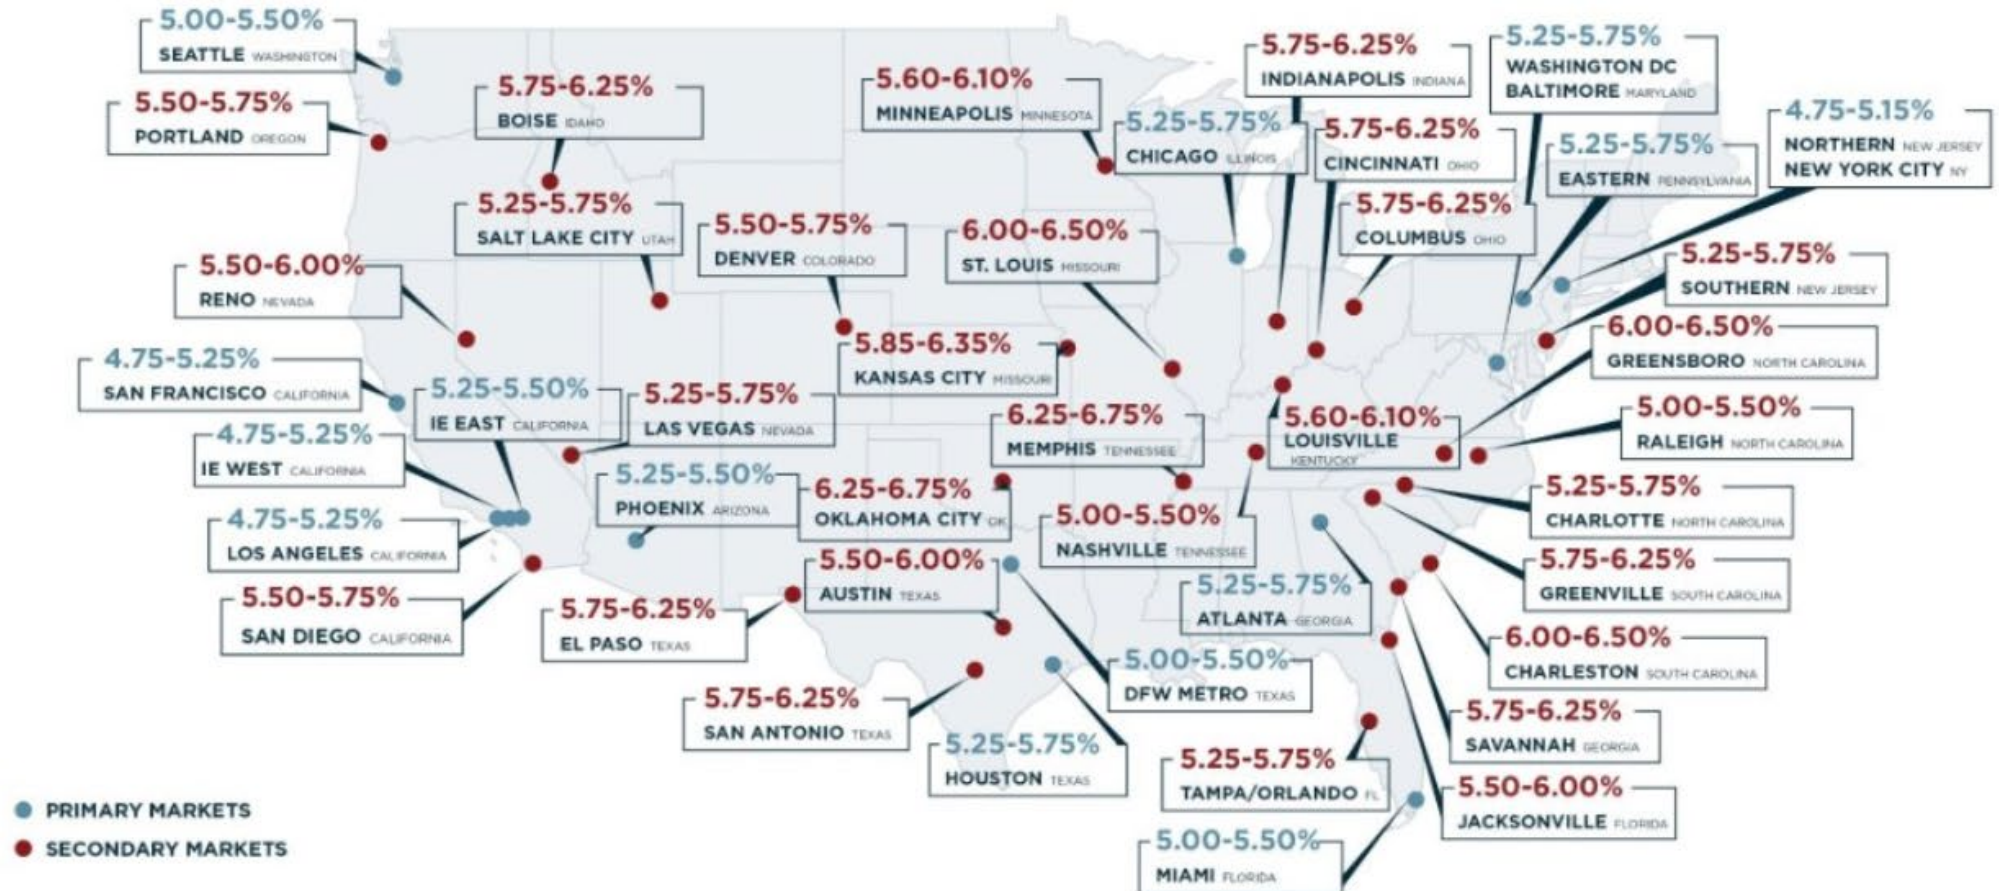 5.00-5.50%
SEATTLE WASHINGTON
5.50-5.75%
PORTLAND OREGON
5.75-6.25%
BOISE IDAHO
5.25-5.75%
SALT LAKE CITY UTAH
5.50-5.75%
DENVER COLORADO
5.50-6.00%
RENO NEVADA
4.75-5.25%
SAN FRANCISCO CALIFORNIA
5.25-5.50%
IE EAST CALIFORNIA
5.25-5.75%
LAS VEGAS NEVADA
4.75-5.25%
IE WEST CALIFORNIA
4.75-5.25%
LOS ANGELES CALIFORNIA
5.50-5.75%
SAN DIEGO CALIFORNIA
5.25-5.50%
PHOENIX ARIZONA
5.75-6.25%
EL PASO TEXAS
5.60-6.10%
MINNEAPOLIS MINNESOTA
5.25-5.75%
CHICAGO ILLINOIS
6.00-6.50%
ST. LOUIS MISSOURI
5.85-6.35%
KANSAS CITY MISSOURI
6.25-6.75%
MEMPHIS TENNESSEE
6.25-6.75%
OKLAHOMA CITY OK
5.00-5.50%
NASHVILLE TENNESSEE
5.50-6.00%
AUSTIN TEXAS
5.75-6.25%
SAN ANTONIO TEXAS
5.00-5.50%
DFW METRO TEXAS
5.25-5.75%
HOUSTON TEXAS
5.75-6.25%
INDIANAPOLIS INDIANA
5.75-6.25%
CINCINNATI OHIO
5.75-6.25%
COLUMBUS OHIO
5.25-5.75%
WASHINGTON DC
BALTIMORE MARYLAND
5.25-5.75%
EASTERN PENNSYLVANIA
4.75-5.15%
NORTHERN NEW JERSEY
NEW YORK CITY NY
5.25-5.75%
SOUTHERN NEW JERSEY
6.00-6.50%
GREENSBORO NORTH CAROLINA
5.60-6.10%
LOUISVILLE
KENTUCKY
5.00-5.50%
RALEIGH NORTH CAROLINA
5.25-5.75%
CHARLOTTE NORTH CAROLINA
5.75-6.25%
GREENVILLE SOUTH CAROLINA
5.25-5.75%
ATLANTA GEORGIA
6.00-6.50%
CHARLESTON SOUTH CAROLINA
5.75-6.25%
SAVANNAH GEORGIA
5.25-5.75%
TAMPA/ORLANDO FL
5.50-6.00%
JACKSONVILLE FLORIDA
5.00-5.50%
MIAMI FLORIDA
PRIMARY MARKETS
SECONDARY MARKETS